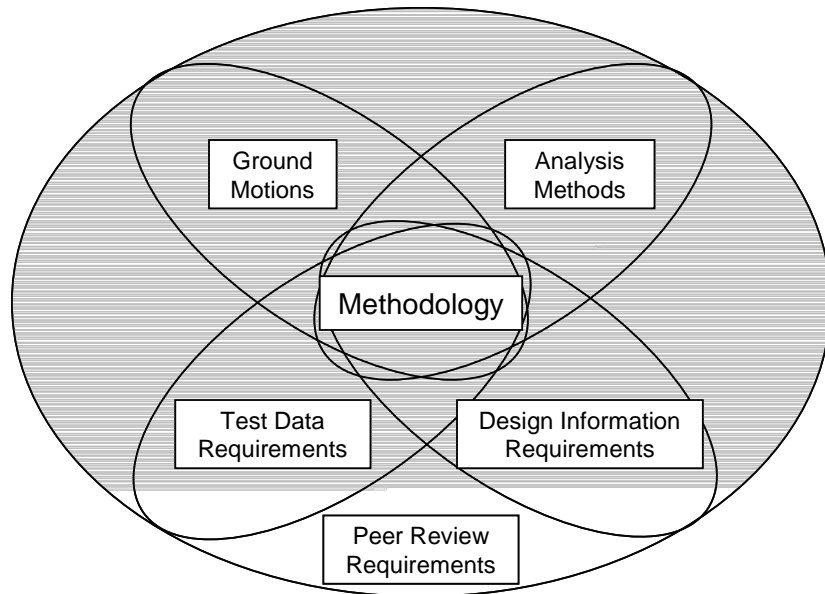 Ground
Motions
Analysis
Methods
Methodology
Test Data
Requirements
Design Information
Requirements
Peer Review
Requirements